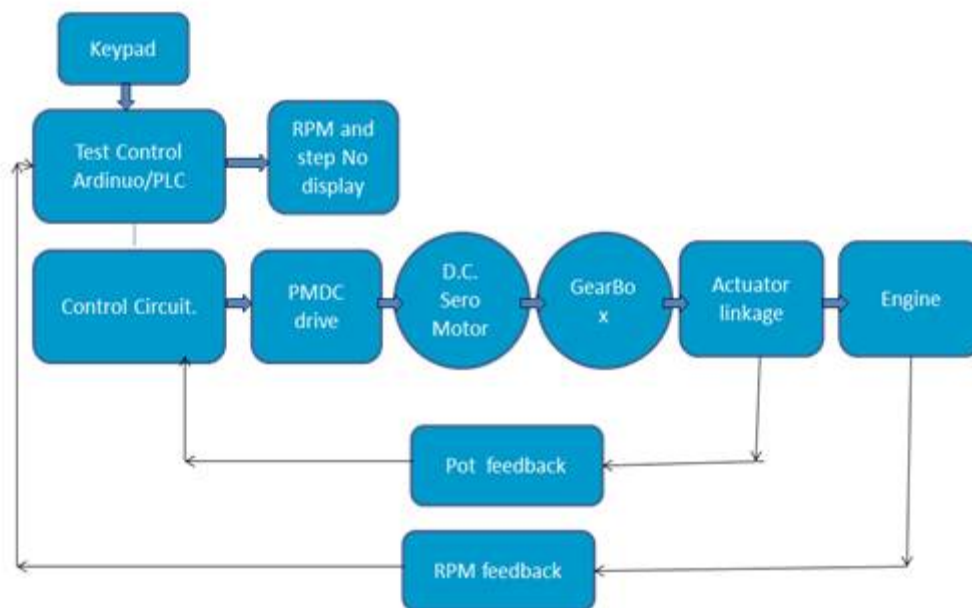 Keypad
Test Control
Ardinuo/PLC
RPM and
step No
display
Control Circuit.
PMDC
drive
D.C.
Sero
Motor
GearBo
x
Actuator
linkage
Engine
Pot feedback
RPM feedback